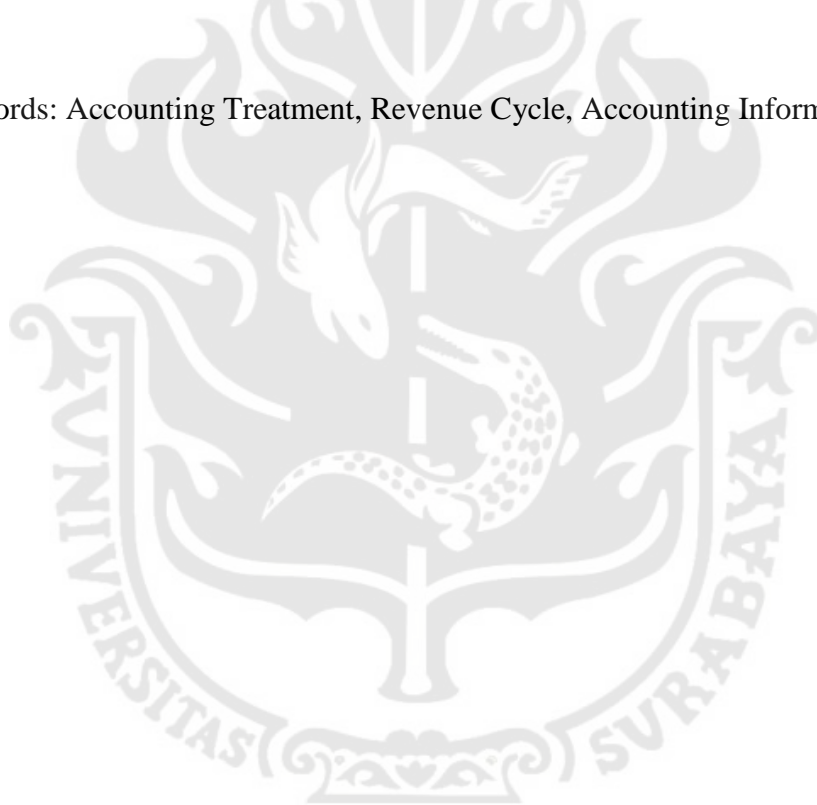 ords: Accounting Treatment, Revenue Cycle, Accounting Inform
UNIVERSITAS SURABAYA